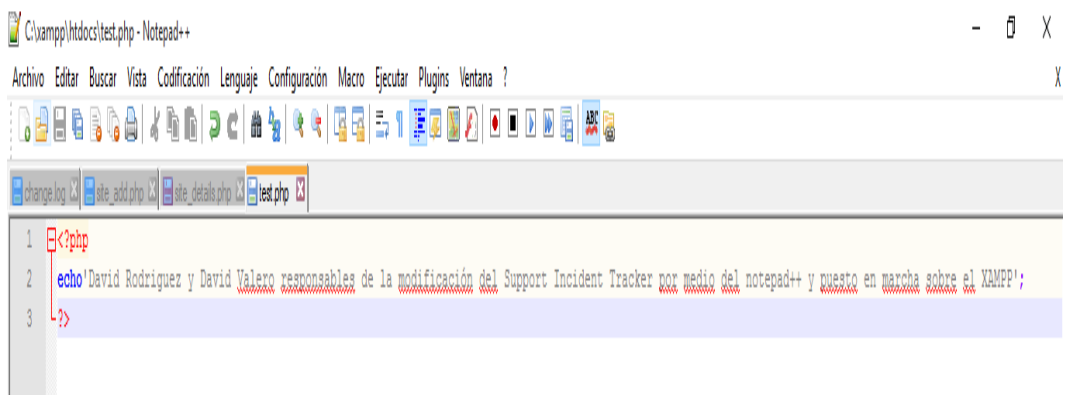 C:\xampp\htdocs\test.php - Notepad++
Archivo Editar Buscar Vista Codificación Lenguaje Configuración Macro Ejecutar Plugins Ventana ? X
ABC
change.log site_add.php site_details.php test.php
1 <?php
2 echo'David Rodriguez y David Valero responsables de la modificación del Support Incident Tracker por medio del notepad++ y puesto en marcha sobre el XAMPP';
3 ?>